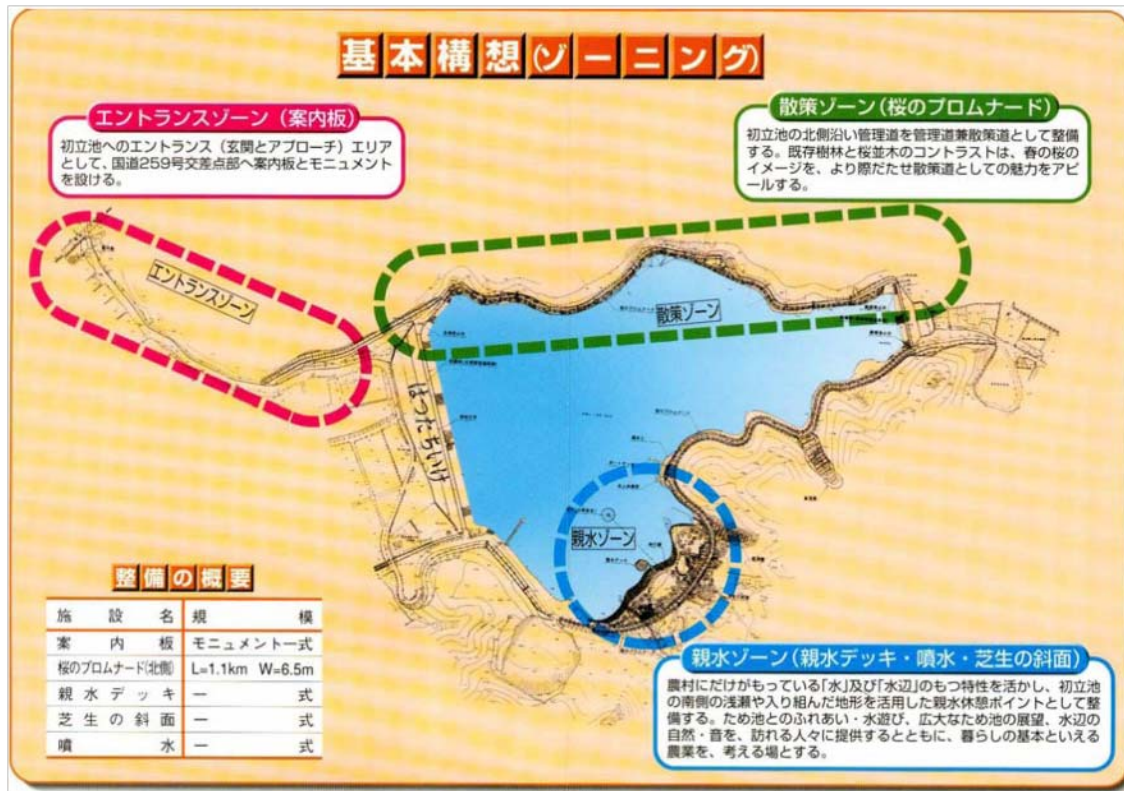 基本構想(ゾーニング)
エントランスゾーン(案内板)
初立池へのエントランス(玄関とアプローチ)エリア
として、国道259号交差点部へ案内板とモニュメント
を設ける。
散策ゾーン(桜のプロムナード)
初立池の北側沿い管理道を管理道兼散策道として整備
する。既存樹林と桜並木のコントラストは、春の桜の
イメージを、より際だたせ散策道としての魅力をアピ
ールする。
エントランスゾーン
散策ゾーン
はったちいけ
親水ゾーン
整備の概要
施設名 規模
案内板 モニュメント一式
桜のプロムナード(北側) L=1.1km W=6.5m
親水デッキ 一式
芝生の斜面 一式
噴水 一式
親水ゾーン(親水デッキ・噴水・芝生の斜面)
農村にだけがもっている「水」及び「水辺」のもつ特性を活かし、初立池
の南側の浅瀬や入り組んだ地形を活用した親水休憩ポイントとして整
備する。ため池とのふれあい・水遊び、広大なため池の展望、水辺の
自然・音を、訪れる人々に提供するとともに、暮らしの基本といえる
農業を、考える場とする。